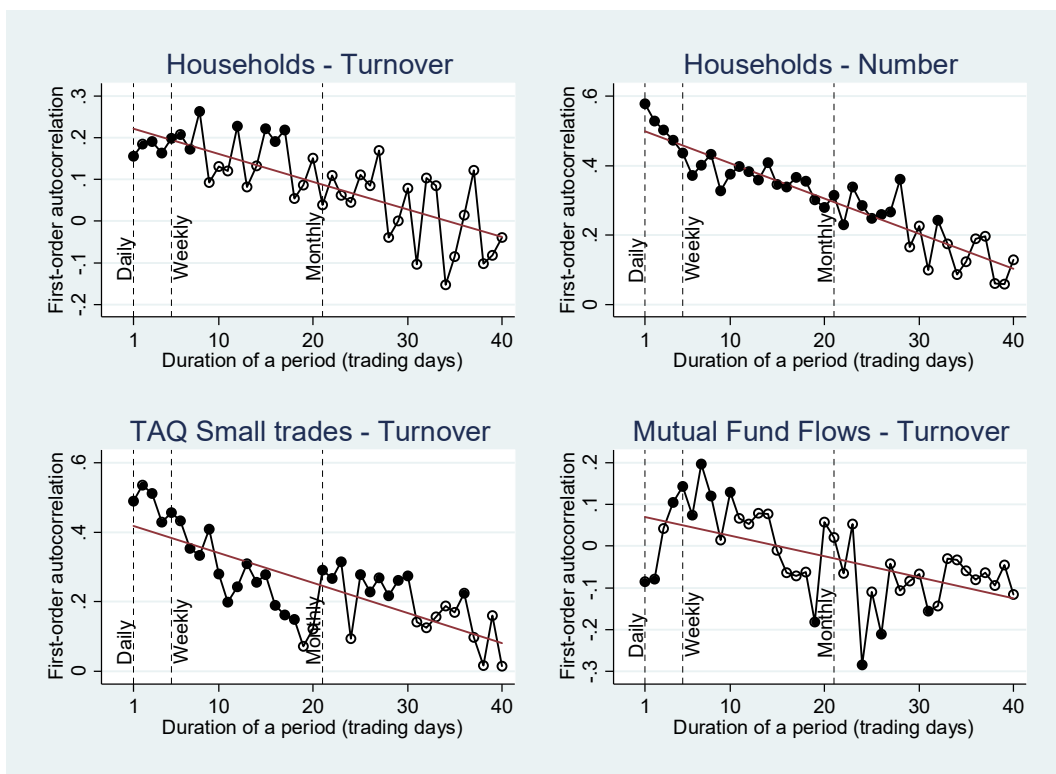 Households - Turnover
First-order autocorrelation
.3
.2
.1
0
-.1
-.2
Daily
Weekly
Monthly
1 10 20 30 40
Duration of a period (trading days)
Households - Number
First-order autocorrelation
.6
.4
.2
0
Daily
Weekly
Monthly
1 10 20 30 40
Duration of a period (trading days)
TAQ Small trades - Turnover
First-order autocorrelation
.6
.4
.2
0
Daily
Weekly
Monthly
1 10 20 30 40
Duration of a period (trading days)
Mutual Fund Flows - Turnover
First-order autocorrelation
.2
.1
0
-.1
-.2
-.3
Daily
Weekly
Monthly
1 10 20 30 40
Duration of a period (trading days)